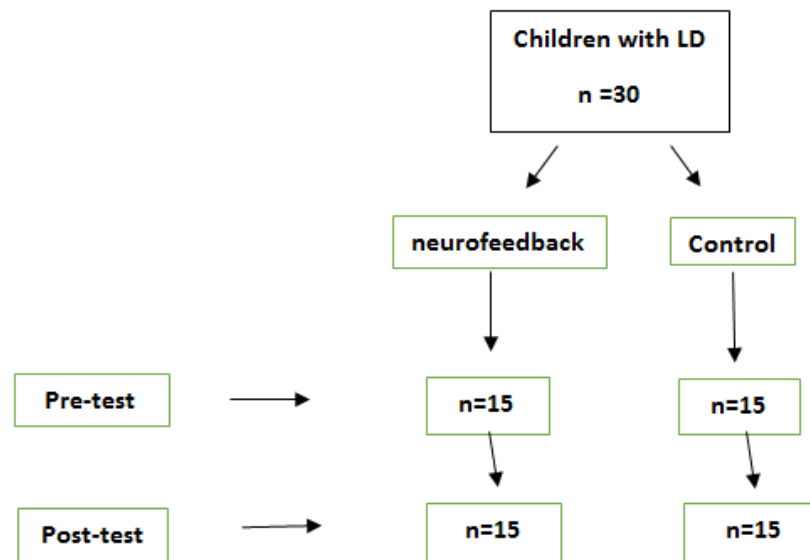 Children with LD
n =30
neurofeedback
Control
Pre-test
n=15
n=15
Post-test
n=15
n=15